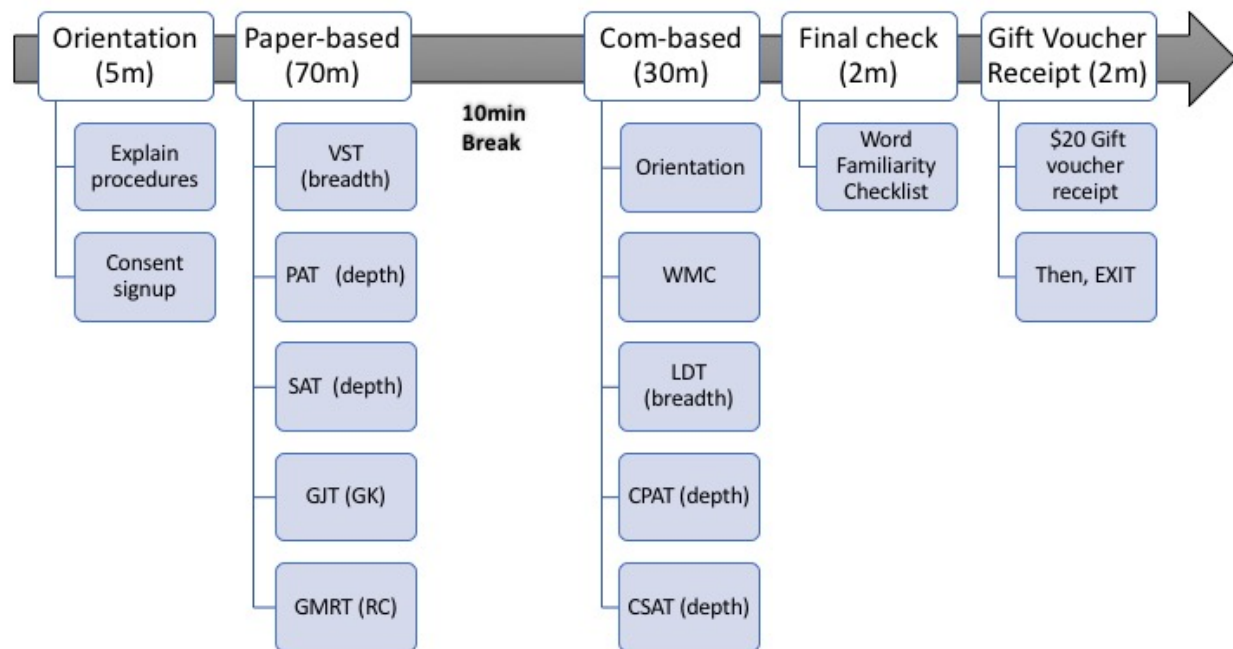 Orientation
(5m)
Explain
procedures
Consent
signup
Paper-based
(70m)
VST
(breadth)
PAT (depth)
SAT (depth)
GJT (GK)
GMRT (RC)
10min
Break
Com-based
(30m)
Orientation
WMC
LDT
(breadth)
CPAT (depth)
CSAT (depth)
Final check
(2m)
Word
Familiarity
Checklist
Gift Voucher
Receipt (2m)
$20 Gift
voucher
receipt
Then, EXIT